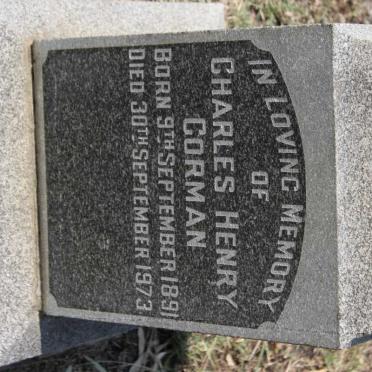 IN LOVING MEMORY
OF
CHARLES HENRY
CORMAN
BORN 9TH SEPTEMBER 1891
DIED 30TH SEPTEMBER 1973